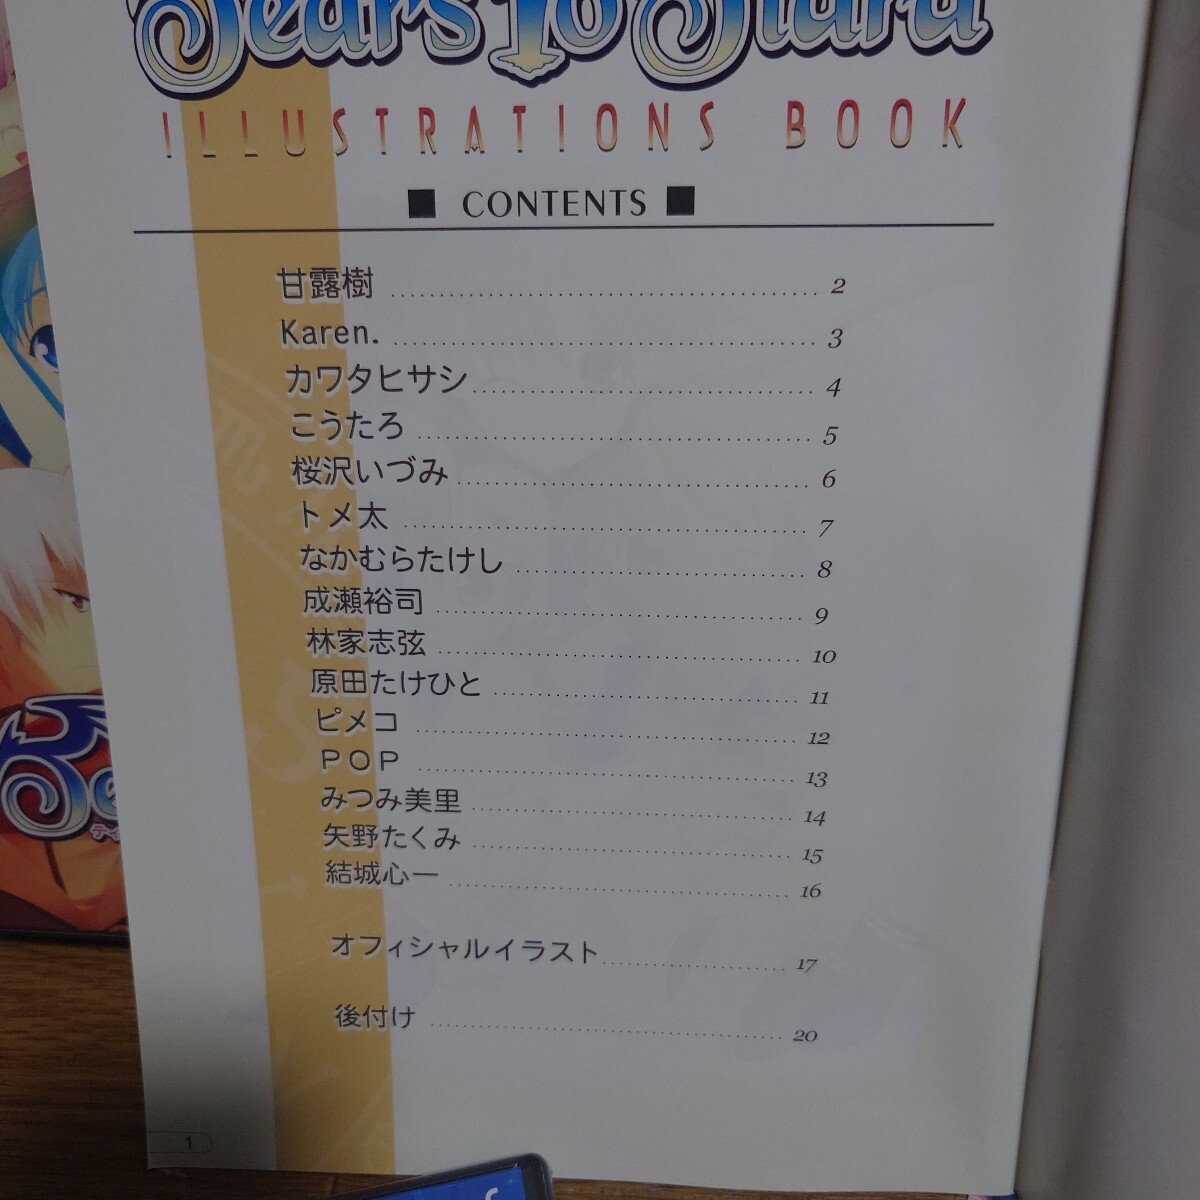 Tears To Tiara
ILLUSTRATIONS BOOK
■ CONTENTS ■
甘露樹 2
Karen. 3
カワタヒサシ 4
こうたろ 5
桜沢いづみ 6
トメ太 7
なかむらたけし 8
成瀬裕司 9
林家志弦 10
原田たけひと 11
ピメコ 12
POP 13
みつみ美里 14
矢野たくみ 15
結城心一 16
オフィシャルイラスト 17
後付け 20
1